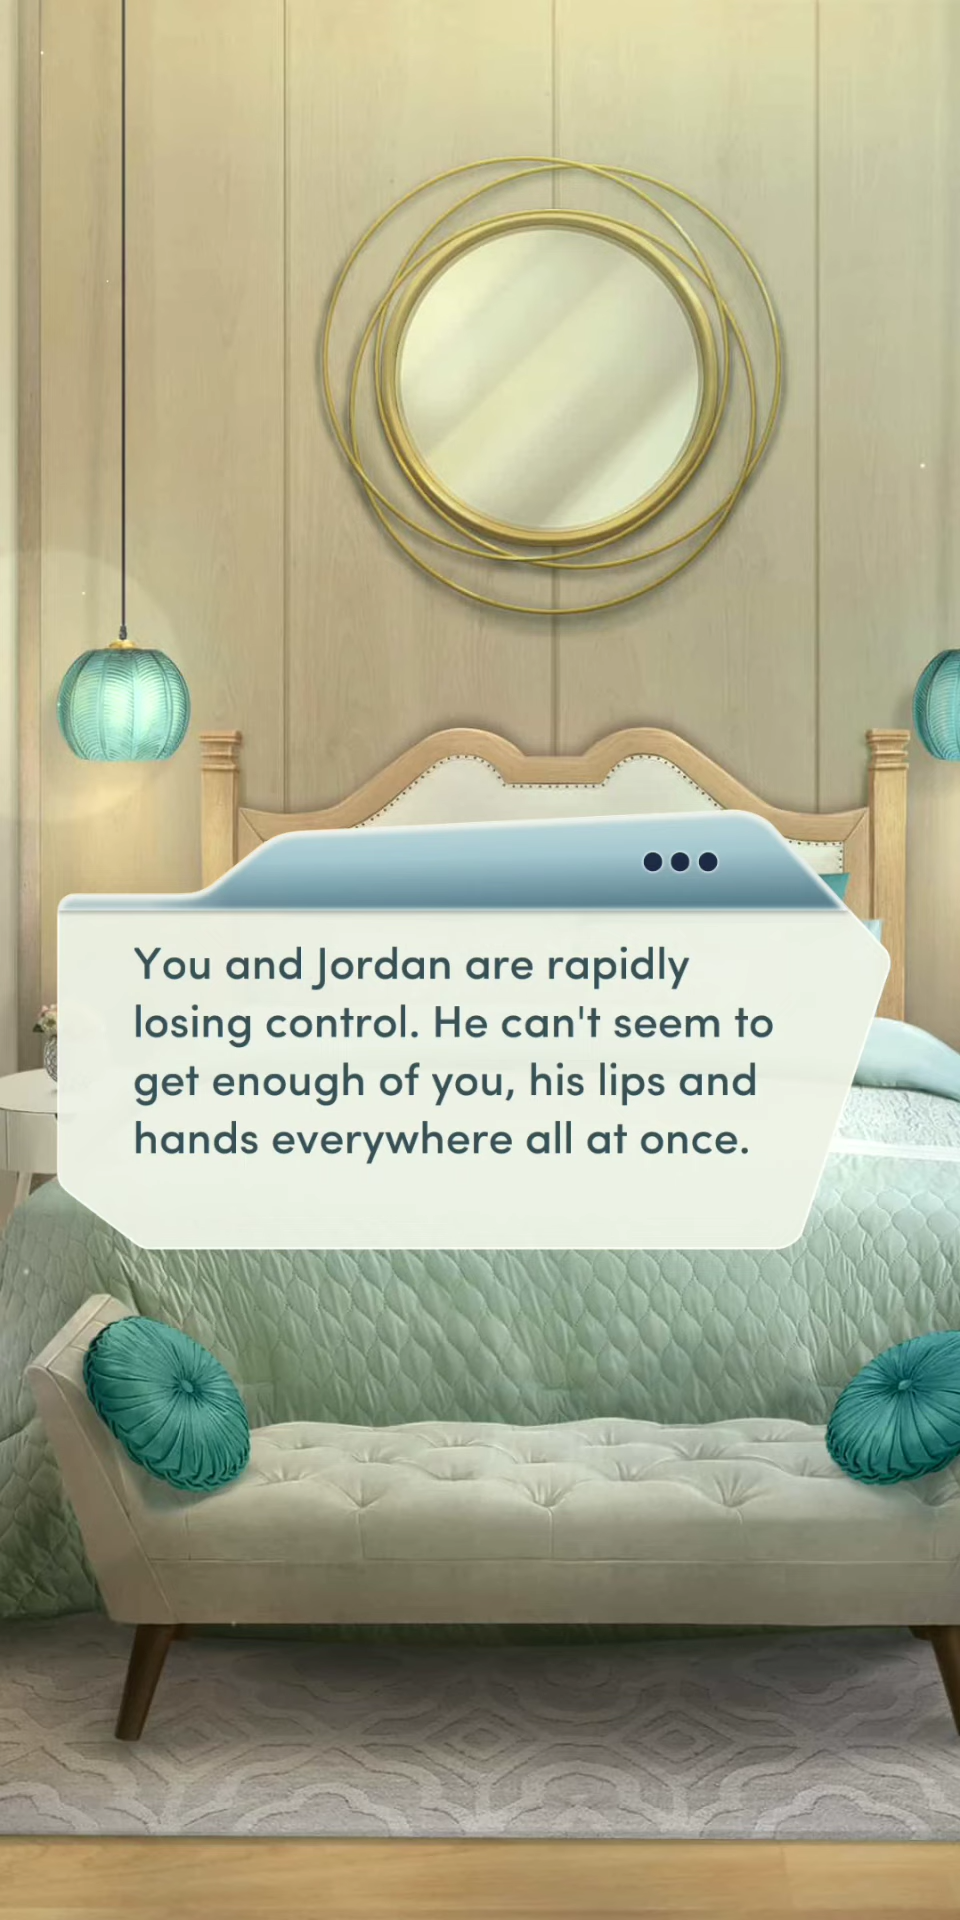 You and Jordan are rapidly
losing control. He can't seem to
get enough of you, his lips and
hands everywhere all at once.